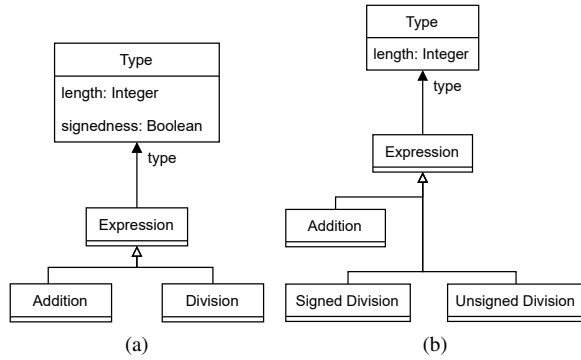 Type
length: Integer
signedness: Boolean
type
Expression
Addition
Division
(a)
Type
length: Integer
type
Expression
Addition
Signed Division
Unsigned Division
(b)